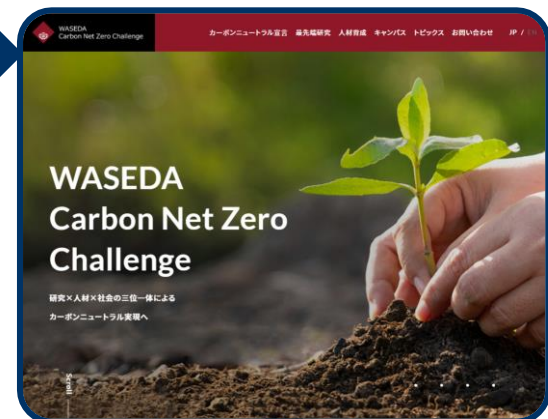 WASEDA
Carbon Net Zero Challenge
カーボンニュートラル宣言 最先端研究 人材育成 キャンパス トピックス お問い合わせ JP / EN
WASEDA
Carbon Net Zero
Challenge
研究×人材×社会の三位一体による
カーボンニュートラル実現へ
Scroll